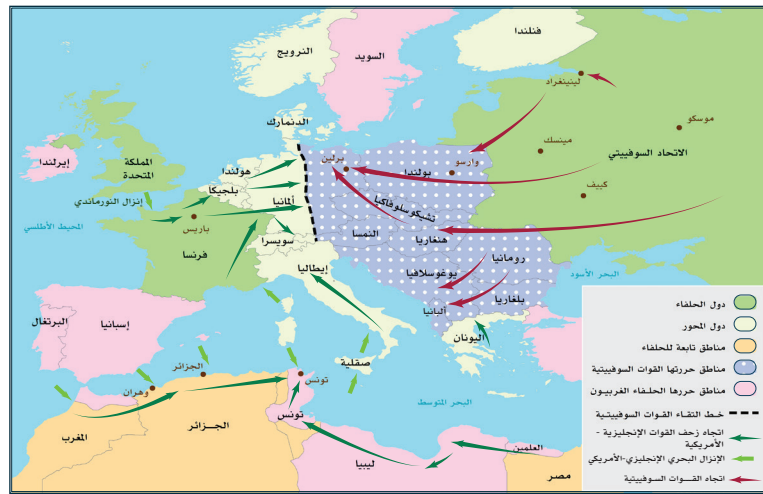 فنلندا
النرويج
السويد
لينينغراد
موسكو
الدنمارك
مينسك
الاتحاد السوفييتي
إيرلندا
المملكة
المتحدة
هولندا
برلين
وارسو
بولندا
بلجيكا
ألمانيا
تشيكوسلوفاكيا
كييف
إنزال النورماندي
المحيط الأطلسي
باريس
النمسا
هنغاريا
سويسرا
فرنسا
إيطاليا
رومانيا
يوغوسلافيا
البحر الأسود
بلغاريا
ألبانيا
البرتغال
إسبانيا
اليونان
صقلية
الجزائر
تونس
وهران
البحر المتوسط
المغرب
الجـزائـر
تونس
ليبيا
العلمين
مصر
دول الحلفاء
دول المحور
مناطق تابعة للحلفاء
مناطق حررتها القوات السوفييتية
مناطق حررها الحلفاء الغربيون
خط التقاء القوات السوفييتية
اتجاه زحف القوات الإنجليزية -
الأمريكية
الإنزال البحري الإنجليزي-الأمريكي
اتجاه القوات السوفييتية